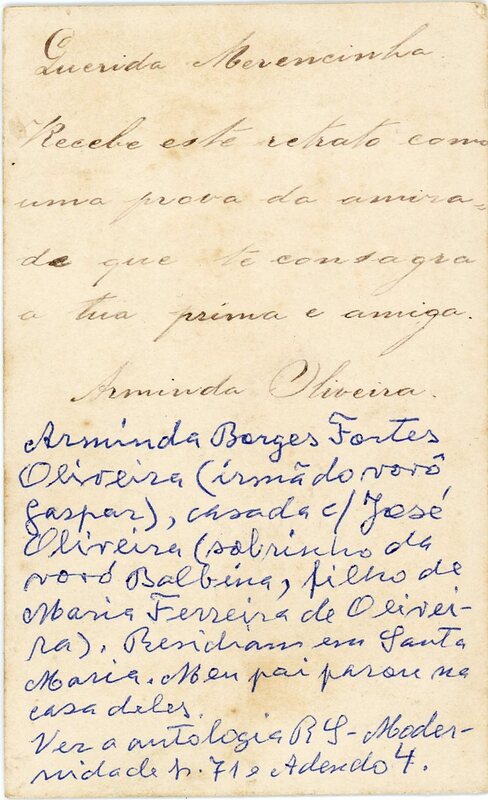 Querida Merencinha
Recebe este retrato como
uma prova da amisa=
de que te consagra
a tua prima e amiga.
Arminda Oliveira.
Arminda Borges Fortes
Oliveira (irmã do vovô
Gaspar), casada c/ José
Oliveira (sobrinho da
vovó Balbina, filho de
Maria Ferreira de Olivei-
ra). Residiam em Santa
Maria. Meu pai parou na
casa deles.
Ver a antologia RS-Moder-
nidade p. 71 e Adendo 4.